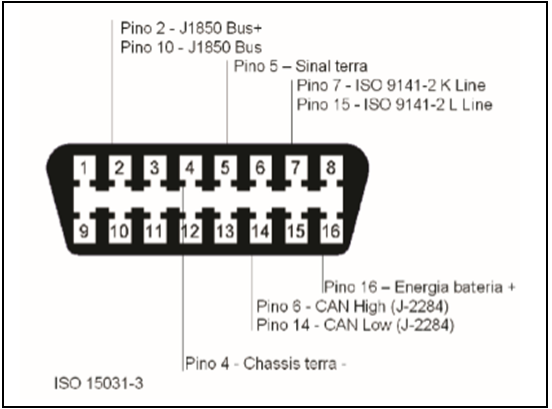 Pino 2 - J1850 Bus+
Pino 10 - J1850 Bus
Pino 5 – Sinal terra
Pino 7 - ISO 9141-2 K Line
Pino 15 - ISO 9141-2 L Line
1 2 3 4 5 6 7 8
9 10 11 12 13 14 15 16
Pino 16 – Energia bateria +
Pino 6 - CAN High (J-2284)
Pino 14 - CAN Low (J-2284)
Pino 4 - Chassis terra -
ISO 15031-3